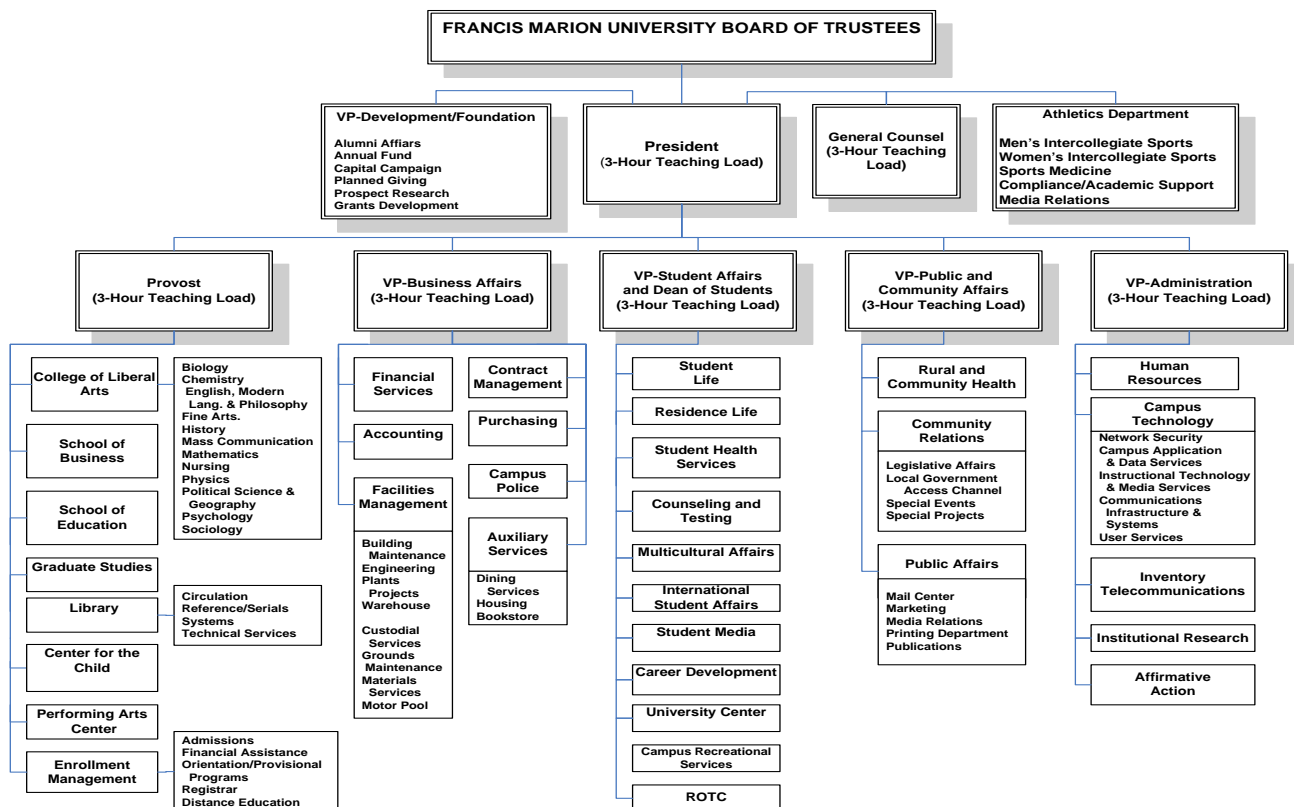 FRANCIS MARION UNIVERSITY BOARD OF TRUSTEES
VP-Development/Foundation
Alumni Affiars
Annual Fund
Capital Campaign
Planned Giving
Prospect Research
Grants Development
President
(3-Hour Teaching Load)
General Counsel
(3-Hour Teaching
Load)
Athletics Department
Men's Intercollegiate Sports
Women's Intercollegiate Sports
Sports Medicine
Compliance/Academic Support
Media Relations
Provost
(3-Hour Teaching Load)
VP-Business Affairs
(3-Hour Teaching Load)
VP-Student Affairs
and Dean of Students
(3-Hour Teaching Load)
VP-Public and
Community Affairs
(3-Hour Teaching Load)
VP-Administration
(3-Hour Teaching Load)
College of Liberal
Arts
Biology
Chemistry
English, Modern
Lang. & Philosophy
Fine Arts.
History
Mass Communication
Mathematics
Nursing
Physics
Political Science &
Geography
Psychology
Sociology
School of
Business
School of
Education
Graduate Studies
Library
Circulation
Reference/Serials
Systems
Technical Services
Center for the
Child
Performing Arts
Center
Enrollment
Management
Admissions
Financial Assistance
Orientation/Provisional
Programs
Registrar
Distance Education
Financial
Services
Accounting
Facilities
Management
Building
Maintenance
Engineering
Plants
Projects
Warehouse
Custodial
Services
Grounds
Maintenance
Materials
Services
Motor Pool
Contract
Management
Purchasing
Campus
Police
Auxiliary
Services
Dining
Services
Housing
Bookstore
Student
Life
Residence Life
Student Health
Services
Counseling and
Testing
Multicultural Affairs
International
Student Affairs
Student Media
Career Development
University Center
Campus Recreational
Services
ROTC
Rural and
Community Health
Community
Relations
Legislative Affairs
Local Government
Access Channel
Special Events
Special Projects
Public Affairs
Mail Center
Marketing
Media Relations
Printing Department
Publications
Human
Resources
Campus
Technology
Network Security
Campus Application
& Data Services
Instructional Technology
& Media Services
Communications
Infrastructure &
Systems
User Services
Inventory
Telecommunications
Institutional Research
Affirmative
Action